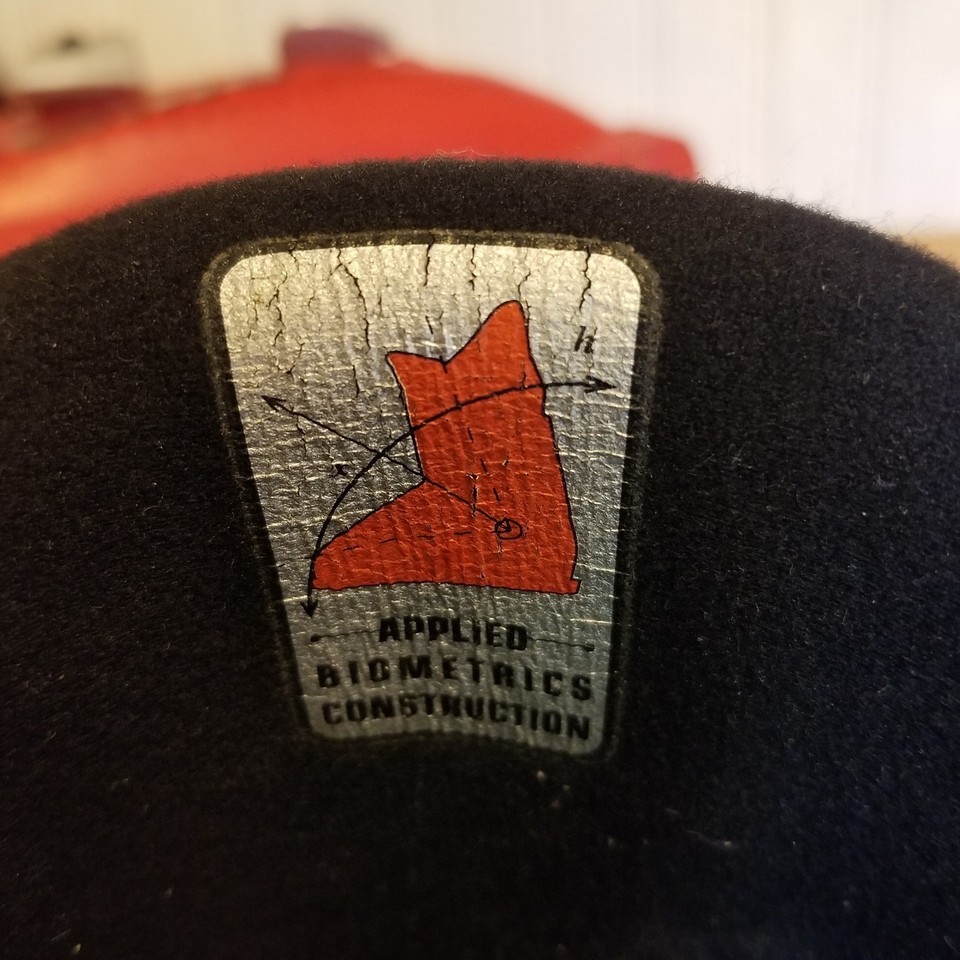 h
x
APPLIED
BIOMETRICS
CONSTRUCTION